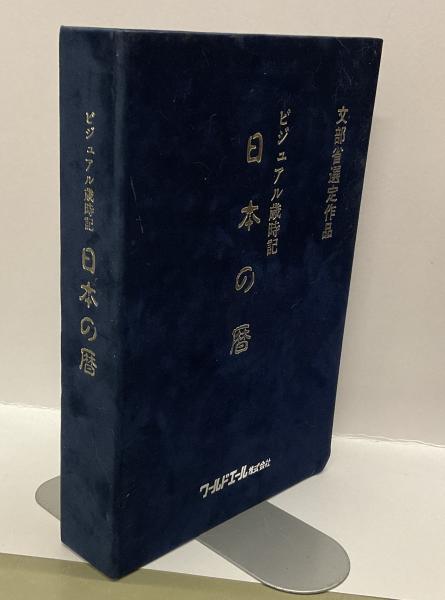 文部省選定作品
ビジュアル歳時記
日本の暦
ワールドエール株式会社
ビジュアル歳時記
日本の暦